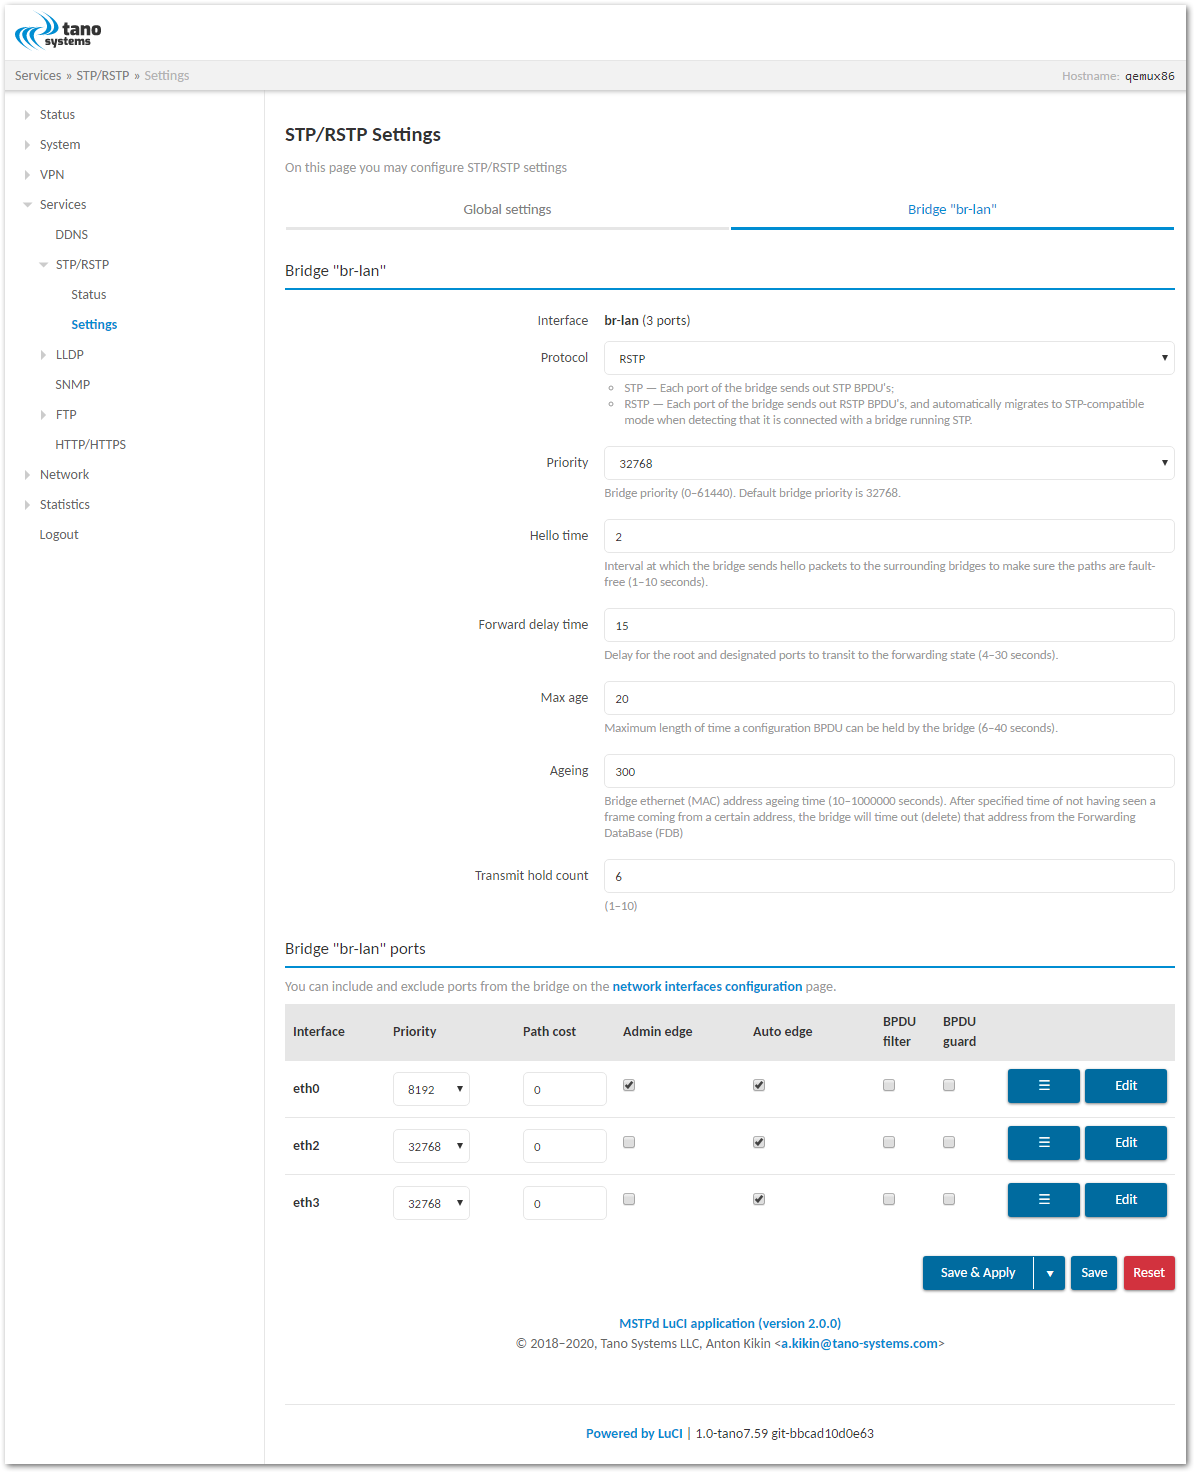 tano
systems
Services » STP/RSTP » Settings
Hostname: qemux86
Status
System
VPN
Services
DDNS
STP/RSTP
Status
Settings
LLDP
SNMP
FTP
HTTP/HTTPS
Network
Statistics
Logout
STP/RSTP Settings
On this page you may configure STP/RSTP settings
Global settings
Bridge "br-lan"
Bridge "br-lan"
Interface br-lan (3 ports)
Protocol RSTP
STP — Each port of the bridge sends out STP BPDU's;
RSTP — Each port of the bridge sends out RSTP BPDU's, and automatically migrates to STP-compatible
mode when detecting that it is connected with a bridge running STP.
Priority 32768
Bridge priority (0–61440). Default bridge priority is 32768.
Hello time 2
Interval at which the bridge sends hello packets to the surrounding bridges to make sure the paths are fault-
free (1–10 seconds).
Forward delay time 15
Delay for the root and designated ports to transit to the forwarding state (4–30 seconds).
Max age 20
Maximum length of time a configuration BPDU can be held by the bridge (6–40 seconds).
Ageing 300
Bridge ethernet (MAC) address ageing time (10–1000000 seconds). After specified time of not having seen a
frame coming from a certain address, the bridge will time out (delete) that address from the Forwarding
DataBase (FDB)
Transmit hold count 6
(1–10)
Bridge "br-lan" ports
You can include and exclude ports from the bridge on the network interfaces configuration page.
Interface Priority Path cost Admin edge Auto edge BPDU filter BPDU guard
eth0 8192 0 ☰ Edit
eth2 32768 0 ☰ Edit
eth3 32768 0 ☰ Edit
Save & Apply Save Reset
MSTPd LuCI application (version 2.0.0)
© 2018–2020, Tano Systems LLC, Anton Kikin <a.kikin@tano-systems.com>
Powered by LuCI | 1.0-tano7.59 git-bbcad10d0e63